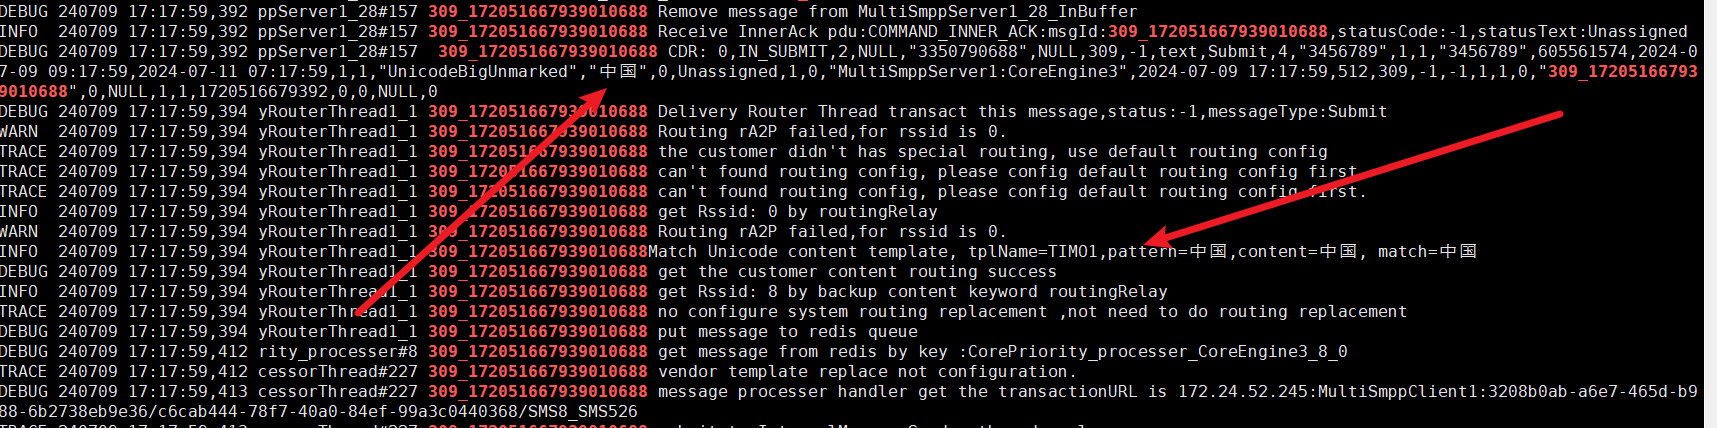 DEBUG 240709 17:17:59,392 ppServer1_28#157 309_172051667939010688 Remove message from MultiSmppServer1_28_InBuffer
INFO  240709 17:17:59,392 ppServer1_28#157 309_172051667939010688 Receive InnerAck pdu:COMMAND_INNER_ACK:msgId:309_172051667939010688,statusCode:-1,statusText:Unassigned
DEBUG 240709 17:17:59,392 ppServer1_28#157  309_172051667939010688 CDR: 0,IN_SUBMIT,2,NULL,"3350790688",NULL,309,-1,text,Submit,4,"3456789",1,1,"3456789",605561574,2024-0
7-09 09:17:59,2024-07-11 07:17:59,1,1,"UnicodeBigUnmarked","中国",0,Unassigned,1,0,"MultiSmppServer1:CoreEngine3",2024-07-09 17:17:59,512,309,-1,-1,1,1,0,"309_17205166793
9010688",0,NULL,1,1,1720516679392,0,0,NULL,0
DEBUG 240709 17:17:59,394 yRouterThread1_1 309_172051667939010688 Delivery Router Thread transact this message,status:-1,messageType:Submit
WARN  240709 17:17:59,394 yRouterThread1_1 309_172051667939010688 Routing rA2P failed,for rssid is 0.
TRACE 240709 17:17:59,394 yRouterThread1_1 309_172051667939010688 the customer didn't has special routing, use default routing config
TRACE 240709 17:17:59,394 yRouterThread1_1 309_172051667939010688 can't found routing config, please config default routing config first.
TRACE 240709 17:17:59,394 yRouterThread1_1 309_172051667939010688 can't found routing config, please config default routing config first.
INFO  240709 17:17:59,394 yRouterThread1_1 309_172051667939010688 get Rssid: 0 by routingRelay
WARN  240709 17:17:59,394 yRouterThread1_1 309_172051667939010688 Routing rA2P failed,for rssid is 0.
INFO  240709 17:17:59,394 yRouterThread1_1 309_172051667939010688Match Unicode content template, tplName=TIMO1,pattern=中国,content=中国, match=中国
DEBUG 240709 17:17:59,394 yRouterThread1_1 309_172051667939010688 get the customer content routing success
INFO  240709 17:17:59,394 yRouterThread1_1 309_172051667939010688 get Rssid: 8 by backup content keyword routingRelay
TRACE 240709 17:17:59,394 yRouterThread1_1 309_172051667939010688 no configure system routing replacement ,not need to do routing replacement
DEBUG 240709 17:17:59,394 yRouterThread1_1 309_172051667939010688 put message to redis queue
DEBUG 240709 17:17:59,412 rity_processer#8 309_172051667939010688 get message from redis by key :CorePriority_processer_CoreEngine3_8_0
TRACE 240709 17:17:59,412 cessorThread#227 309_172051667939010688 vendor template replace not configuration.
DEBUG 240709 17:17:59,413 cessorThread#227 309_172051667939010688 message processer handler get the transactionURL is 172.24.52.245:MultiSmppClient1:3208b0ab-a6e7-465d-b9
88-6b2738eb9e36/c6cab444-78f7-40a0-84ef-99a3c0440368/SMS8_SMS526